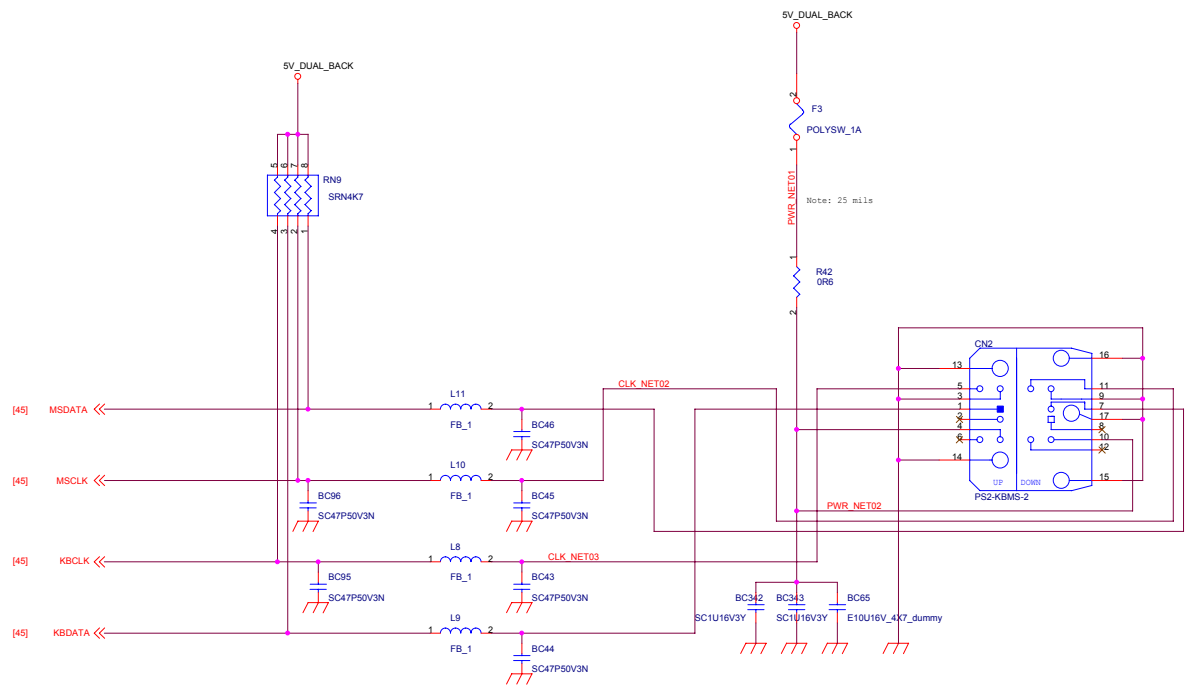 5V_DUAL_BACK
5V_DUAL_BACK
2
F3
POLYSW_1A
1
PWR_NET01
Note: 25 mils
5 6 7 8
RN9
SRN4K7
4 3 2 1
1
R42
0R6
2
CN2
13
16
5
11
3
9
1
7
2
17
4
8
6
10
12
14
15
UP DOWN
PS2-KBMS-2
CLK_NET02
[45] MSDATA
1 L11 2
FB_1
BC46
SC47P50V3N
[45] MSCLK
1 L10 2
FB_1
BC96
SC47P50V3N
BC45
SC47P50V3N
PWR_NET02
[45] KBCLK
1 L8 2
FB_1
CLK_NET03
BC95
SC47P50V3N
BC43
SC47P50V3N
BC342
SC1U16V3Y
BC343
SC1U16V3Y
BC65
E10U16V_4X7_dummy
[45] KBDATA
1 L9 2
FB_1
BC44
SC47P50V3N